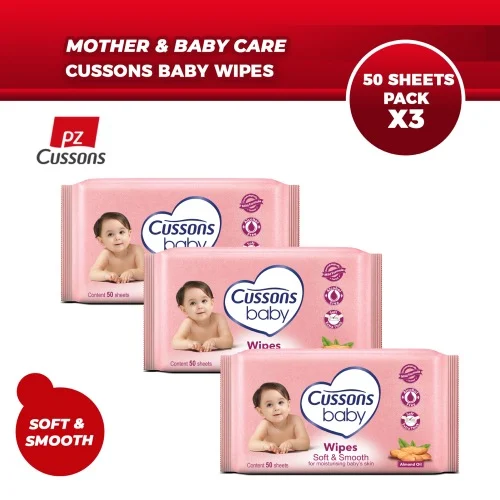 MOTHER & BABY CARE
CUSSONS BABY WIPES
50 SHEETS
PACK
X3
PZ
Cussons
Cussons
baby
Content 50 sheets
Cussons
baby
Wipes
Content 50 sheets
Cussons
baby
Wipes
Soft & Smooth
for moisturising baby's skin
Content 50 sheets
Almond Oil
SOFT &
SMOOTH